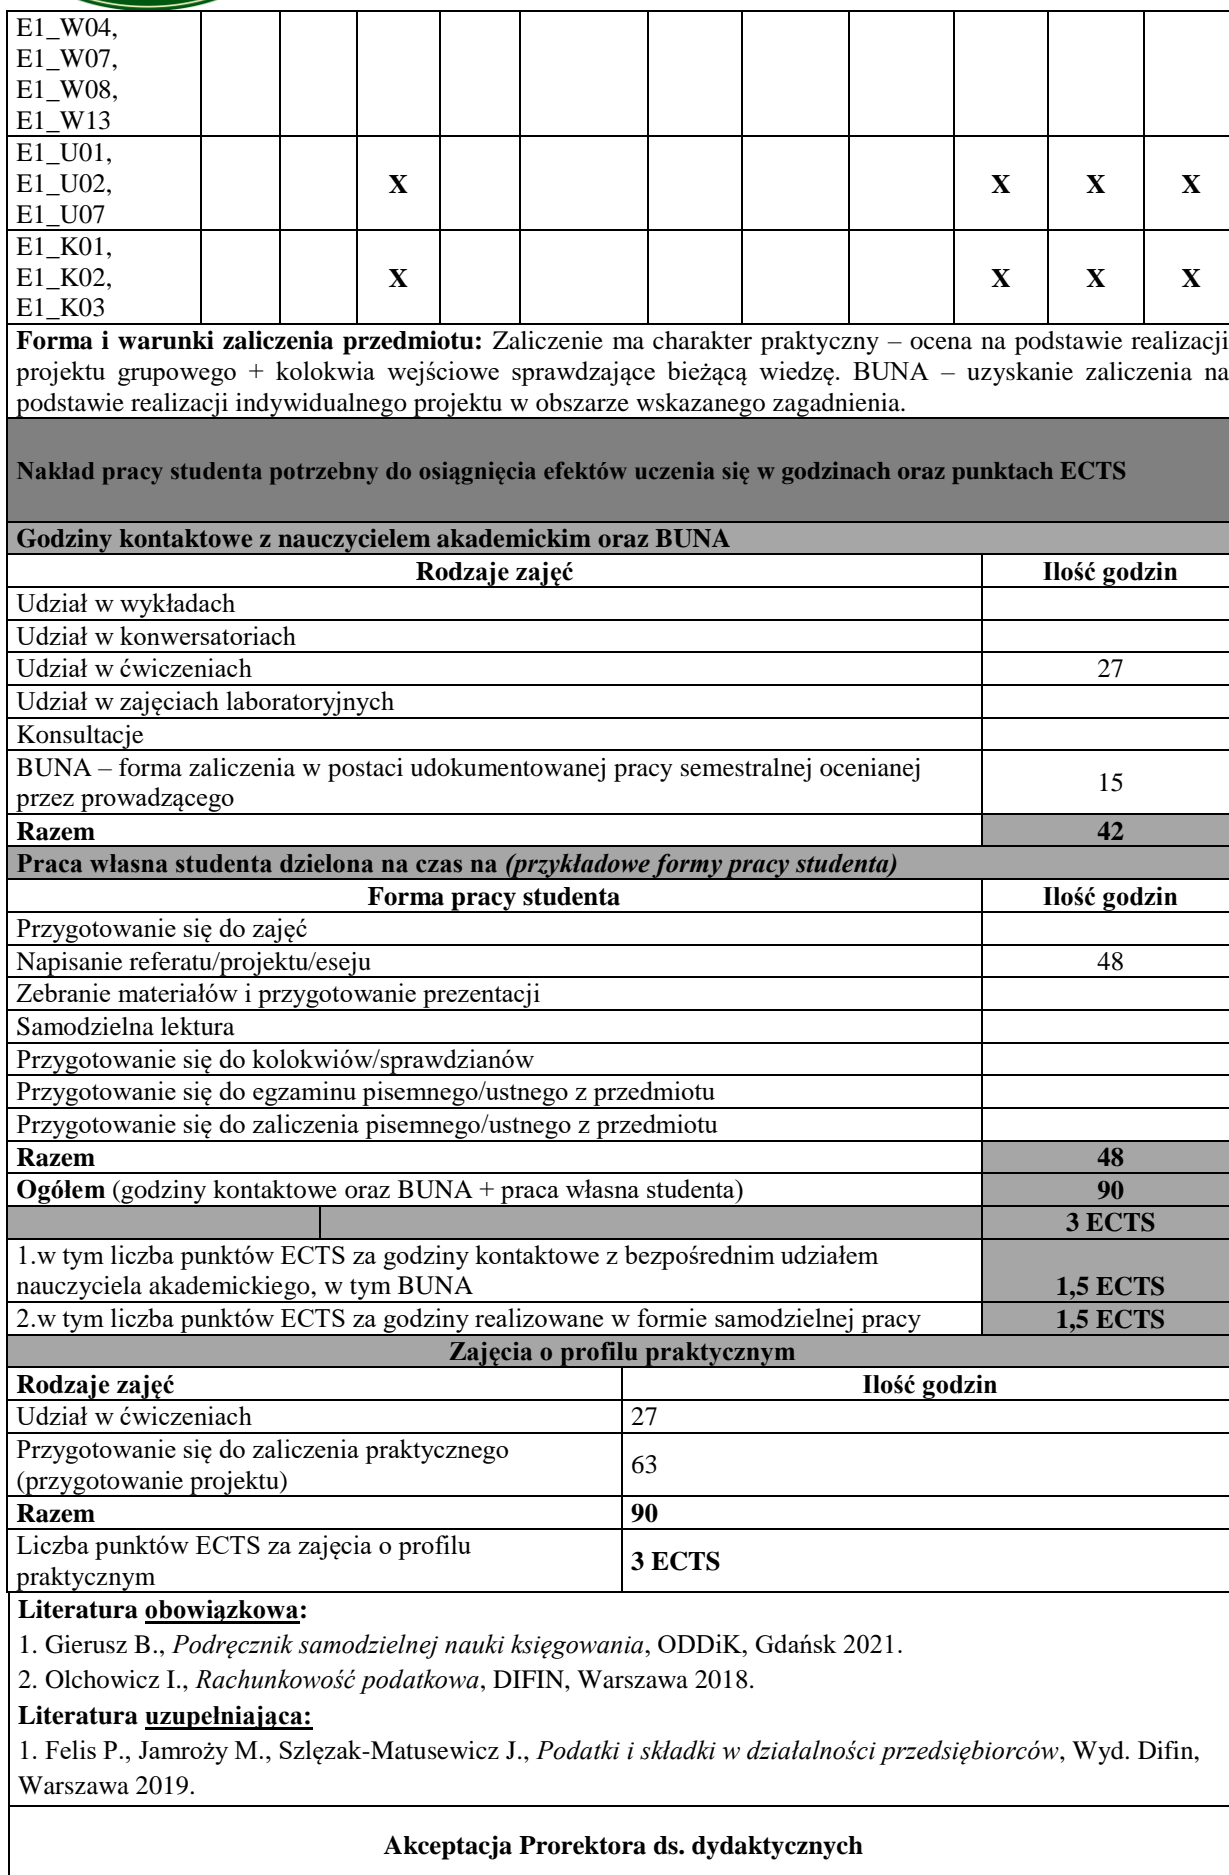 E1_W04,
E1_W07,
E1_W08,
E1_W13
E1_U01,
E1_U02,
E1_U07
X X X X
E1_K01,
E1_K02,
E1_K03
X X X X
Forma i warunki zaliczenia przedmiotu: Zaliczenie ma charakter praktyczny – ocena na podstawie realizacji
projektu grupowego + kolokwia wejściowe sprawdzające bieżącą wiedzę. BUNA – uzyskanie zaliczenia na
podstawie realizacji indywidualnego projektu w obszarze wskazanego zagadnienia.
Nakład pracy studenta potrzebny do osiągnięcia efektów uczenia się w godzinach oraz punktach ECTS
Godziny kontaktowe z nauczycielem akademickim oraz BUNA
Rodzaje zajęć Ilość godzin
Udział w wykładach
Udział w konwersatoriach
Udział w ćwiczeniach 27
Udział w zajęciach laboratoryjnych
Konsultacje
BUNA – forma zaliczenia w postaci udokumentowanej pracy semestralnej ocenianej
przez prowadzącego 15
Razem 42
Praca własna studenta dzielona na czas na (przykładowe formy pracy studenta)
Forma pracy studenta Ilość godzin
Przygotowanie się do zajęć
Napisanie referatu/projektu/eseju 48
Zebranie materiałów i przygotowanie prezentacji
Samodzielna lektura
Przygotowanie się do kolokwiów/sprawdzianów
Przygotowanie się do egzaminu pisemnego/ustnego z przedmiotu
Przygotowanie się do zaliczenia pisemnego/ustnego z przedmiotu
Razem 48
Ogółem (godziny kontaktowe oraz BUNA + praca własna studenta) 90
3 ECTS
1.w tym liczba punktów ECTS za godziny kontaktowe z bezpośrednim udziałem
nauczyciela akademickiego, w tym BUNA 1,5 ECTS
2.w tym liczba punktów ECTS za godziny realizowane w formie samodzielnej pracy 1,5 ECTS
Zajęcia o profilu praktycznym
Rodzaje zajęć Ilość godzin
Udział w ćwiczeniach 27
Przygotowanie się do zaliczenia praktycznego
(przygotowanie projektu) 63
Razem 90
Liczba punktów ECTS za zajęcia o profilu
praktycznym 3 ECTS
Literatura obowiązkowa:
1. Gierusz B., Podręcznik samodzielnej nauki księgowania, ODDiK, Gdańsk 2021.
2. Olchowicz I., Rachunkowość podatkowa, DIFIN, Warszawa 2018.
Literatura uzupełniająca:
1. Felis P., Jamroży M., Szlęzak-Matusewicz J., Podatki i składki w działalności przedsiębiorców, Wyd. Difin,
Warszawa 2019.
Akceptacja Prorektora ds. dydaktycznych